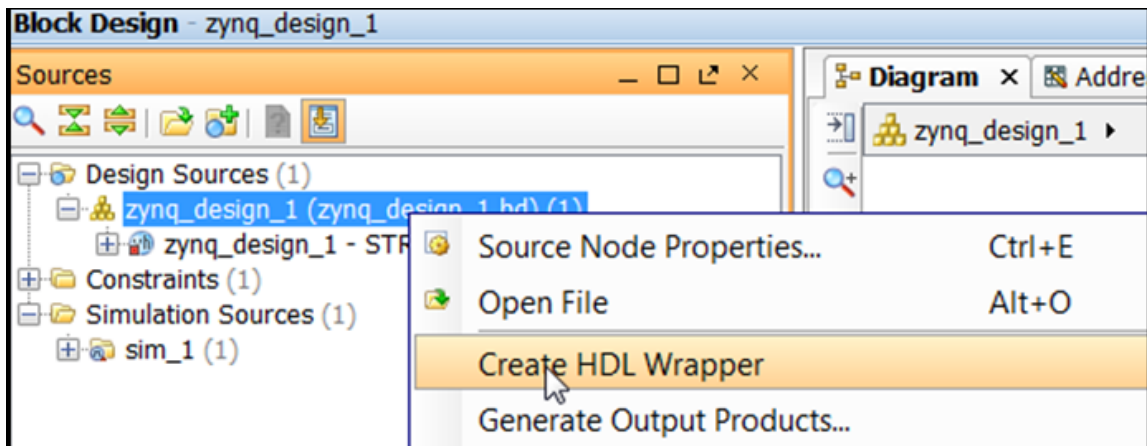 Block Design - zynq_design_1
Sources
Diagram
Addre
zynq_design_1
Design Sources (1)
zynq_design_1 (zynq_design_1.bd) (1)
zynq_design_1 - STR
Constraints (1)
Simulation Sources (1)
sim_1 (1)
Source Node Properties... Ctrl+E
Open File Alt+O
Create HDL Wrapper
Generate Output Products...